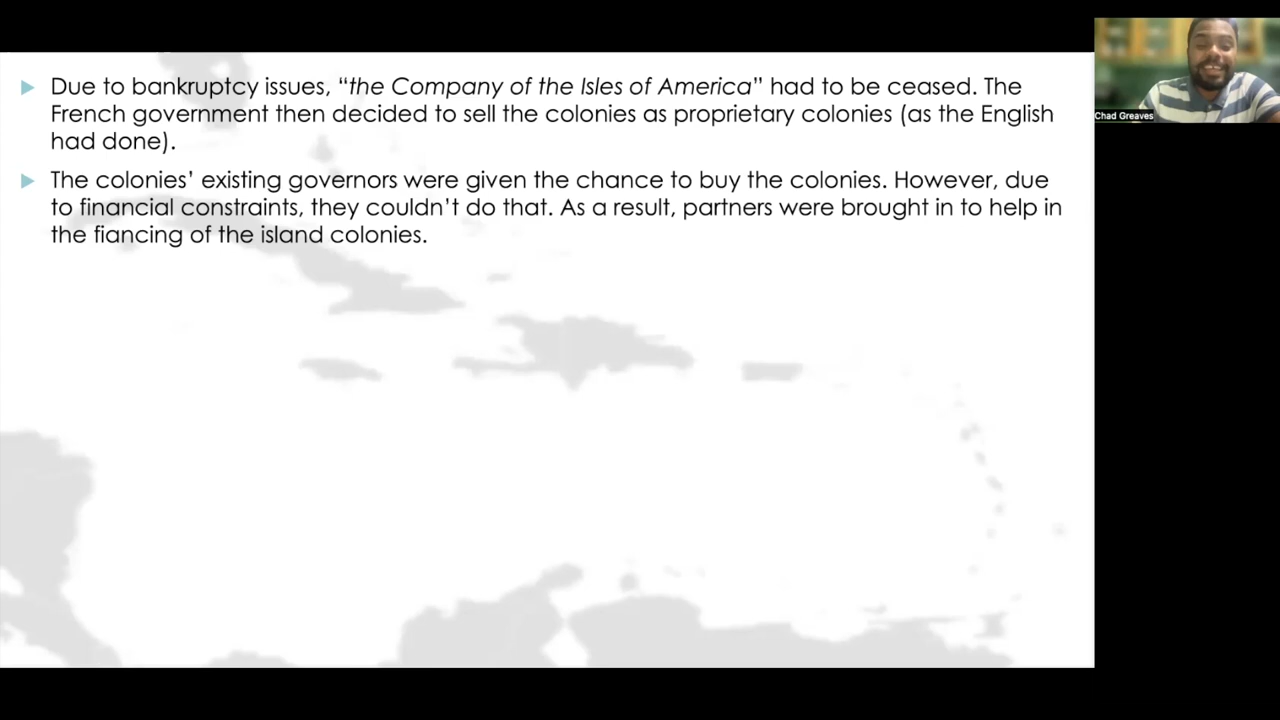 Due to bankruptcy issues, “the Company of the Isles of America” had to be ceased. The
French government then decided to sell the colonies as proprietary colonies (as the English
had done).
The colonies’ existing governors were given the chance to buy the colonies. However, due
to financial constraints, they couldn’t do that. As a result, partners were brought in to help in
the fiancing of the island colonies.
Chad Greaves